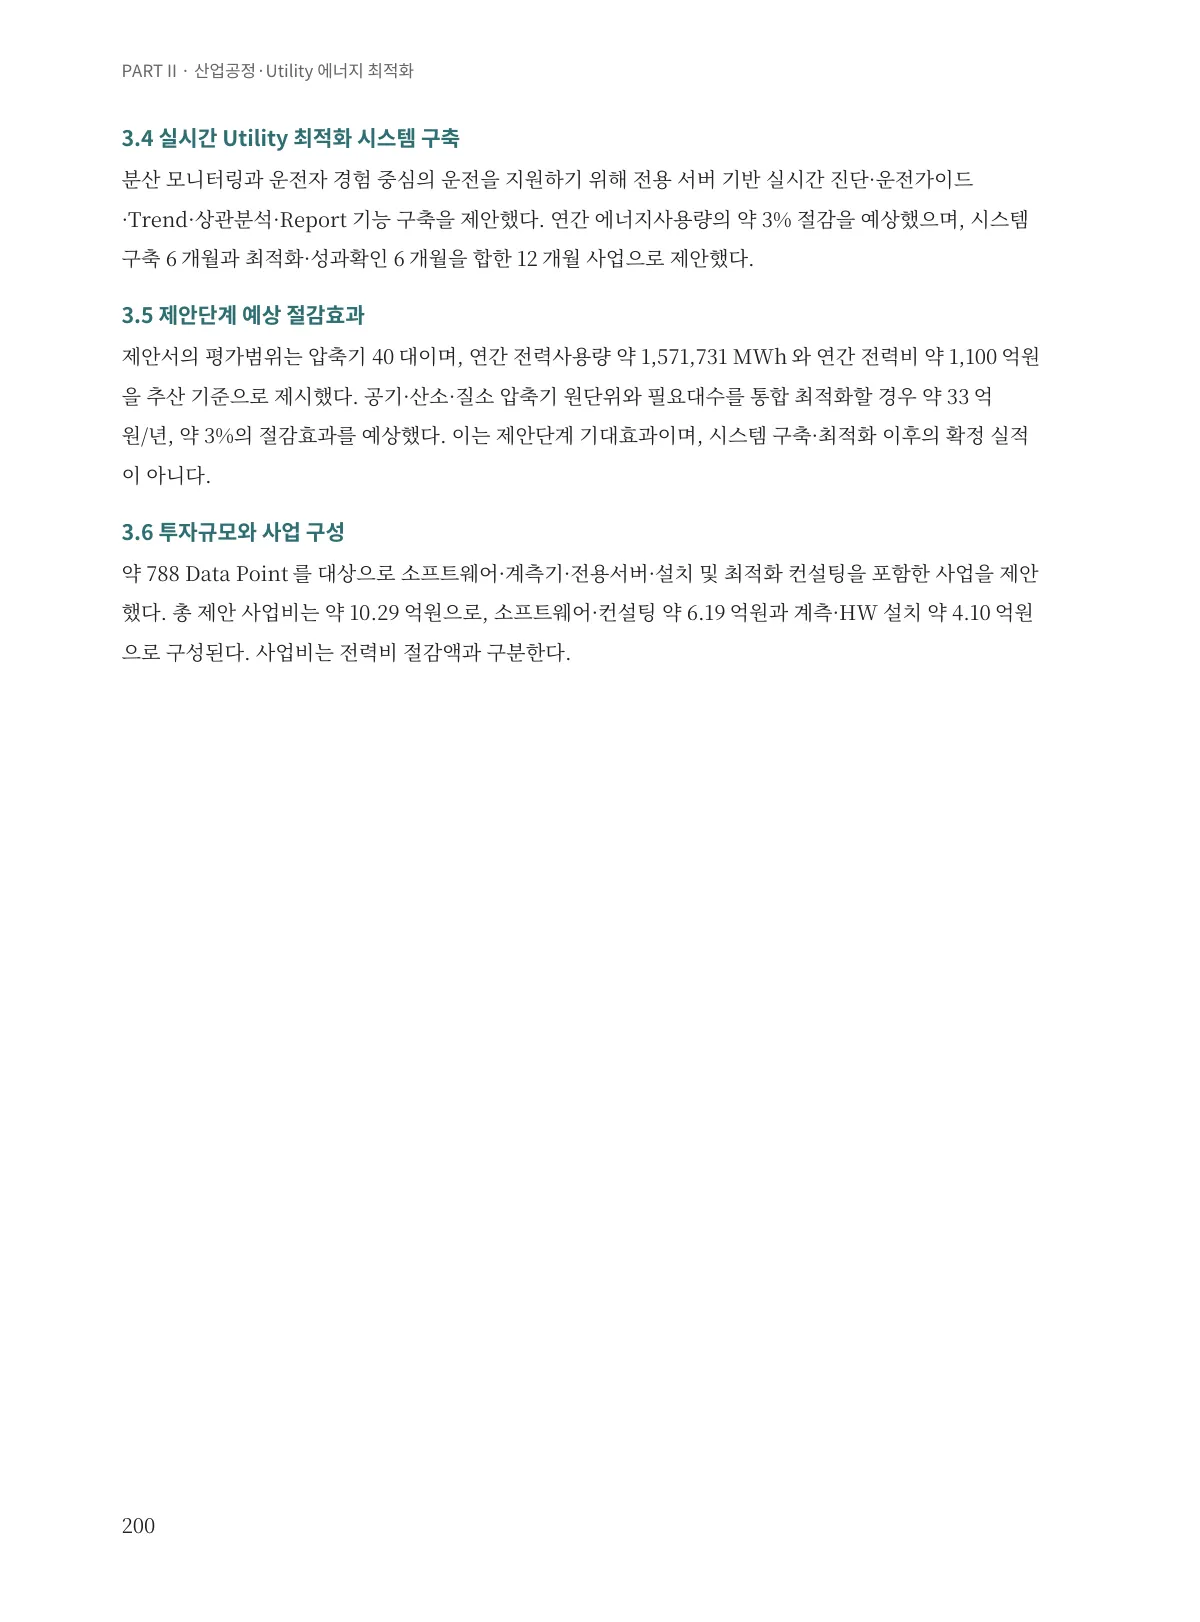 PART II · 산업공정·Utility 에너지 최적화
3.4 실시간 Utility 최적화 시스템 구축
분산 모니터링과 운전자 경험 중심의 운전을 지원하기 위해 전용 서버 기반 실시간 진단·운전가이드
·Trend·상관분석·Report 기능 구축을 제안했다. 연간 에너지사용량의 약 3% 절감을 예상했으며, 시스템
구축 6 개월과 최적화·성과확인 6 개월을 합한 12 개월 사업으로 제안했다.
3.5 제안단계 예상 절감효과
제안서의 평가범위는 압축기 40 대이며, 연간 전력사용량 약 1,571,731 MWh 와 연간 전력비 약 1,100 억원
을 추산 기준으로 제시했다. 공기·산소·질소 압축기 원단위와 필요대수를 통합 최적화할 경우 약 33 억
원/년, 약 3%의 절감효과를 예상했다. 이는 제안단계 기대효과이며, 시스템 구축·최적화 이후의 확정 실적
이 아니다.
3.6 투자규모와 사업 구성
약 788 Data Point 를 대상으로 소프트웨어·계측기·전용서버·설치 및 최적화 컨설팅을 포함한 사업을 제안
했다. 총 제안 사업비는 약 10.29 억원으로, 소프트웨어·컨설팅 약 6.19 억원과 계측·HW 설치 약 4.10 억원
으로 구성된다. 사업비는 전력비 절감액과 구분한다.
200